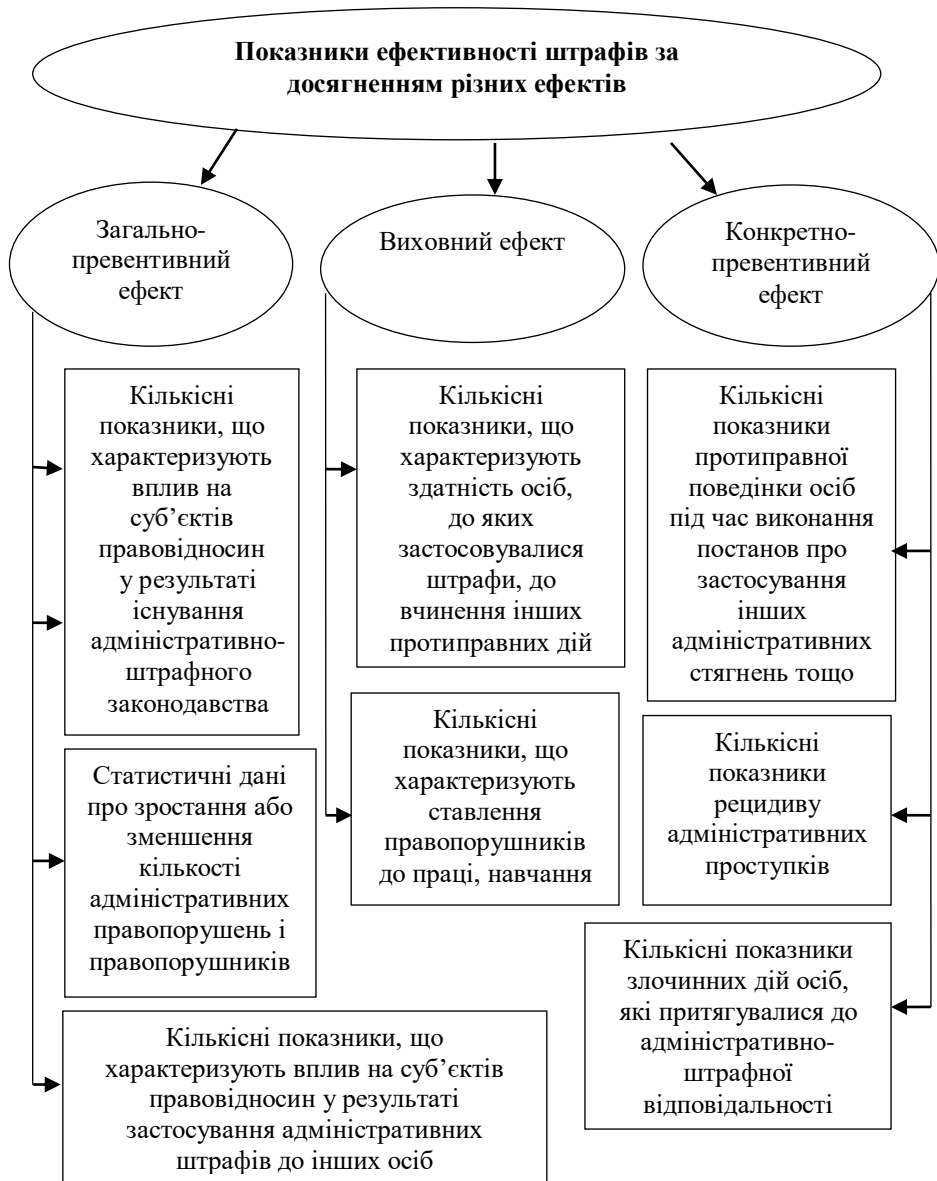 Показники ефективності штрафів за
досягненням різних ефектів
Загально-
превентивний
ефект
Виховний ефект
Конкретно-
превентивний
ефект
Кількісні
показники, що
характеризують
вплив на
суб’єктів
правовідносин
у результаті
існування
адміністративно-
штрафного
законодавства
Статистичні дані
про зростання або
зменшення
кількості
адміністративних
правопорушень і
правопорушників
Кількісні показники, що
характеризують вплив на суб’єктів
правовідносин у результаті
застосування адміністративних
штрафів до інших осіб
Кількісні
показники, що
характеризують
здатність осіб,
до яких
застосовувалися
штрафи, до
вчинення інших
протиправних дій
Кількісні
показники, що
характеризують
ставлення
правопорушників
до праці, навчання
Кількісні
показники
протиправної
поведінки осіб
під час виконання
постанов про
застосування
інших
адміністративних
стягнень тощо
Кількісні
показники
рецидиву
адміністративних
проступків
Кількісні показники
злочинних дій осіб,
які притягувалися до
адміністративно-
штрафної
відповідальності